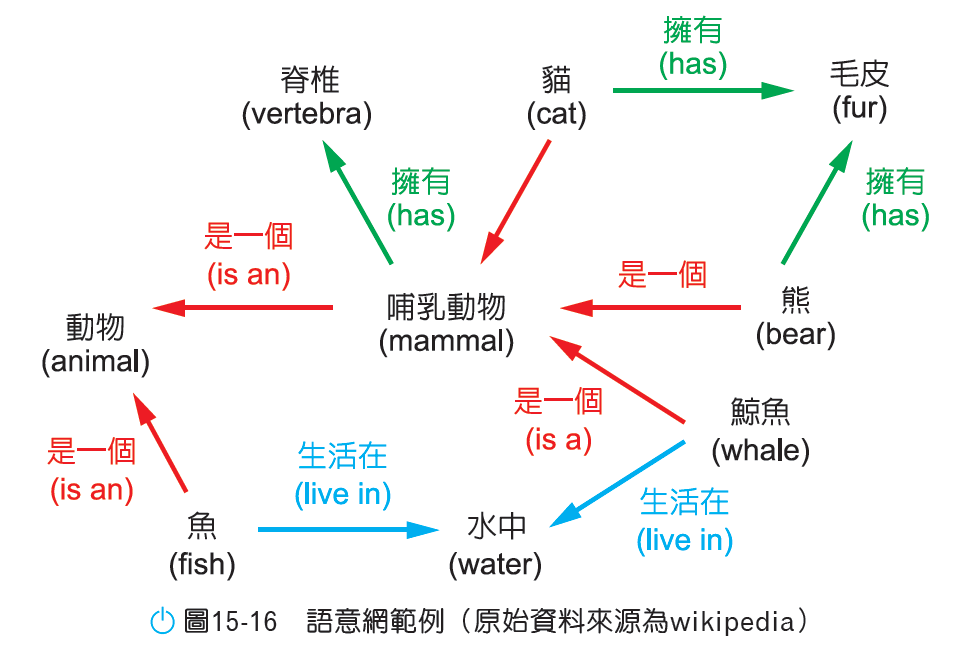 擁有
(has)
脊椎
(vertebra)
貓
(cat)
毛皮
(fur)
擁有
(has)
擁有
(has)
是一個
(is an)
是一個
動物
(animal)
哺乳動物
(mammal)
熊
(bear)
是一個
(is a)
鯨魚
(whale)
是一個
(is an)
生活在
(live in)
生活在
(live in)
魚
(fish)
水中
(water)
圖15-16 語意網範例（原始資料來源為wikipedia）